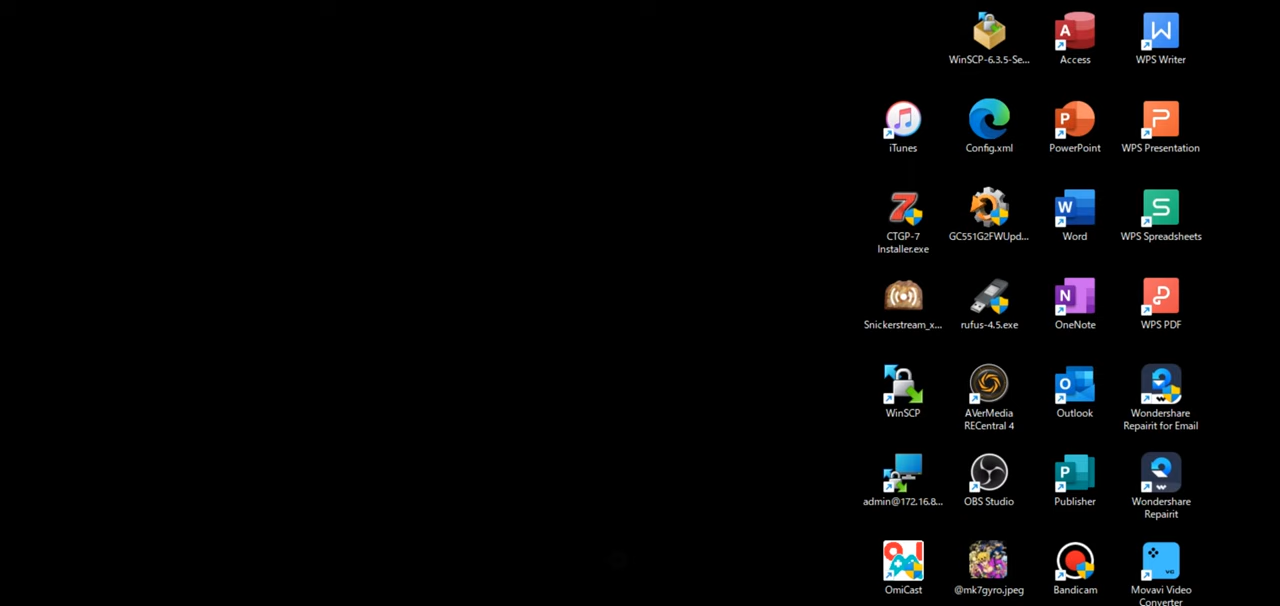 WinSCP-6.3.5-Se...
Access
WPS Writer
iTunes
Config.xml
PowerPoint
WPS Presentation
CTGP-7
Installer.exe
GC551G2FWUpd...
Word
WPS Spreadsheets
Snickerstream_x...
rufus-4.5.exe
OneNote
WPS PDF
WinSCP
AVerMedia
RECentral 4
Outlook
Wondershare
Repairit for Email
admin@172.16.8...
OBS Studio
Publisher
Wondershare
Repairit
OmiCast
@mk7gyro.jpeg
Bandicam
Movavi Video
Converter